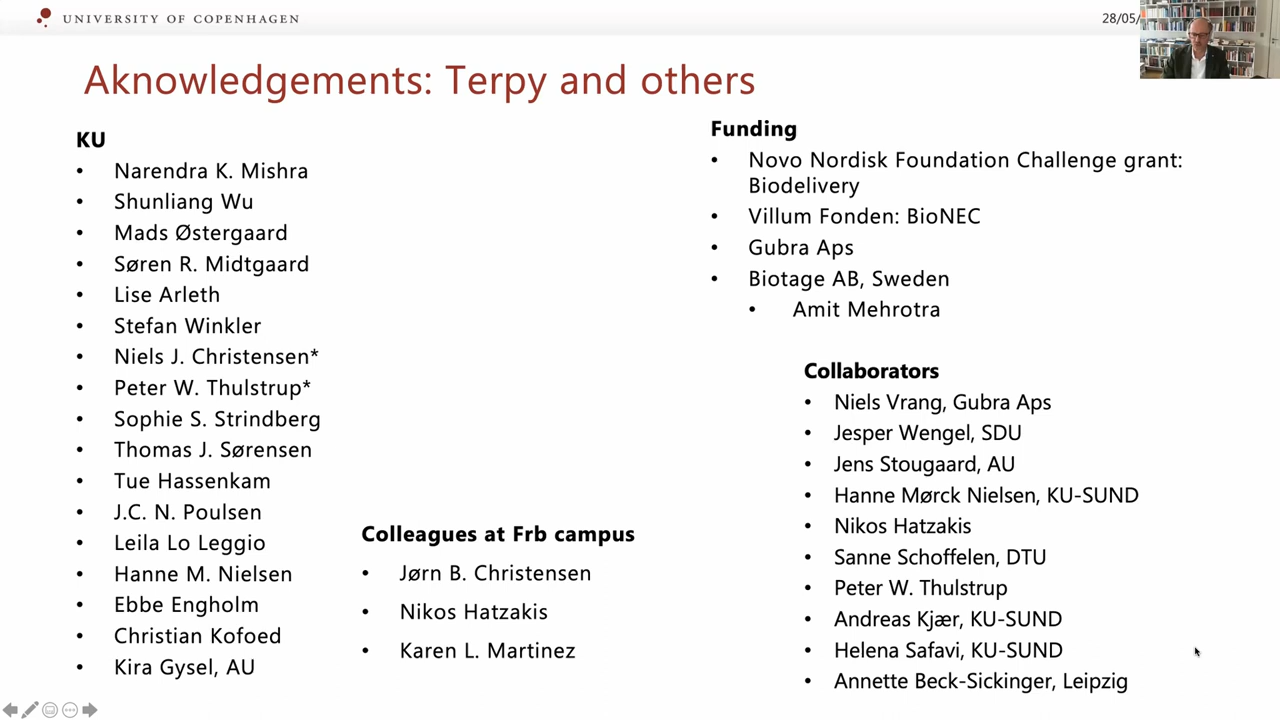 UNIVERSITY OF COPENHAGEN
28/05/
Aknowledgements: Terpy and others
KU
• Narendra K. Mishra
• Shunliang Wu
• Mads Østergaard
• Søren R. Midtgaard
• Lise Arleth
• Stefan Winkler
• Niels J. Christensen*
• Peter W. Thulstrup*
• Sophie S. Strindberg
• Thomas J. Sørensen
• Tue Hassenkam
• J.C. N. Poulsen
• Leila Lo Leggio
• Hanne M. Nielsen
• Ebbe Engholm
• Christian Kofoed
• Kira Gysel, AU
Colleagues at Frb campus
• Jørn B. Christensen
• Nikos Hatzakis
• Karen L. Martinez
Funding
• Novo Nordisk Foundation Challenge grant:
Biodelivery
• Villum Fonden: BioNEC
• Gubra Aps
• Biotage AB, Sweden
• Amit Mehrotra
Collaborators
• Niels Vrang, Gubra Aps
• Jesper Wengel, SDU
• Jens Stougaard, AU
• Hanne Mørck Nielsen, KU-SUND
• Nikos Hatzakis
• Sanne Schoffelen, DTU
• Peter W. Thulstrup
• Andreas Kjær, KU-SUND
• Helena Safavi, KU-SUND
• Annette Beck-Sickinger, Leipzig